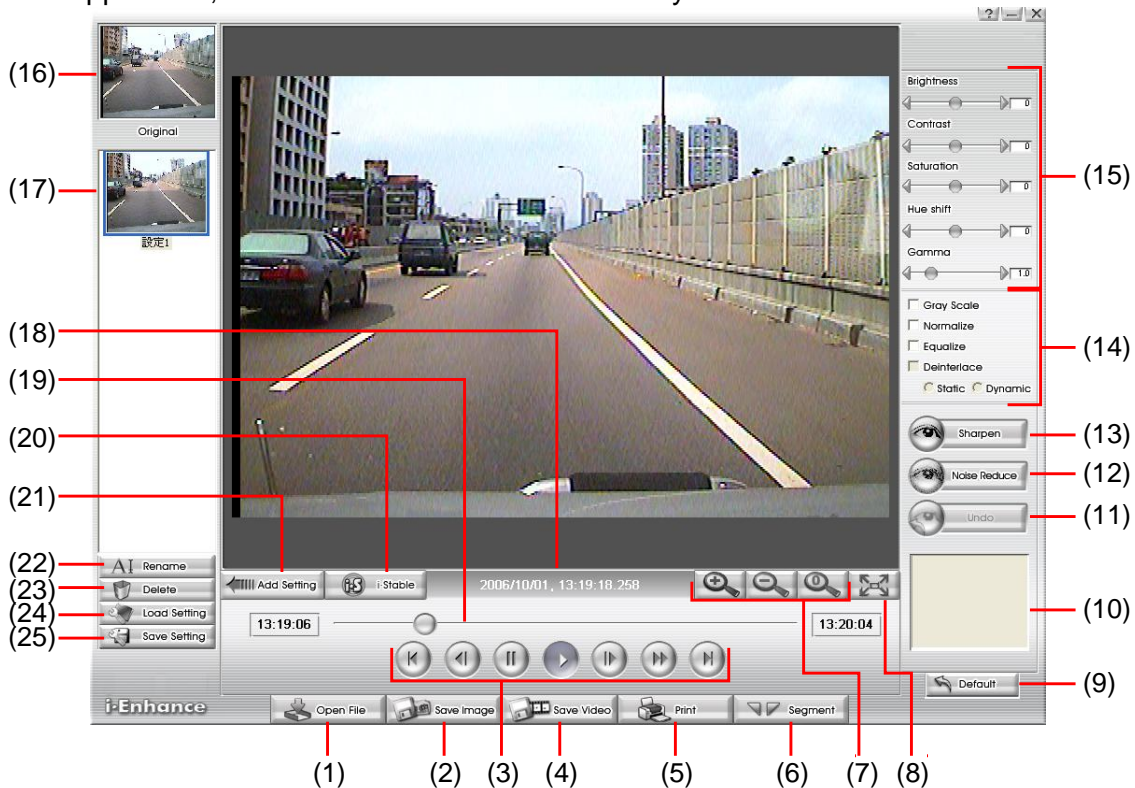 (16)
Original
(17)
設定1
(18)
(19)
(20)
(21)
(22)
(23)
(24)
(25)
AI Rename
Delete
Load Setting
Save Setting
Add Setting
i-S i-Stable
2006/10/01, 13:19:18.258
0
13:19:06
13:20:04
i-Enhance
Open File
Save Image
Save Video
Print
Segment
(1)
(2)
(3)
(4)
(5)
(6)
(7)
(8)
?
Brightness
0
Contrast
0
Saturation
0
Hue shift
0
Gamma
1.0
(15)
Gray Scale
Normalize
Equalize
Deinterlace
Static Dynamic
(14)
Sharpen
(13)
Noise Reduce
(12)
Undo
(11)
(10)
Default
(9)